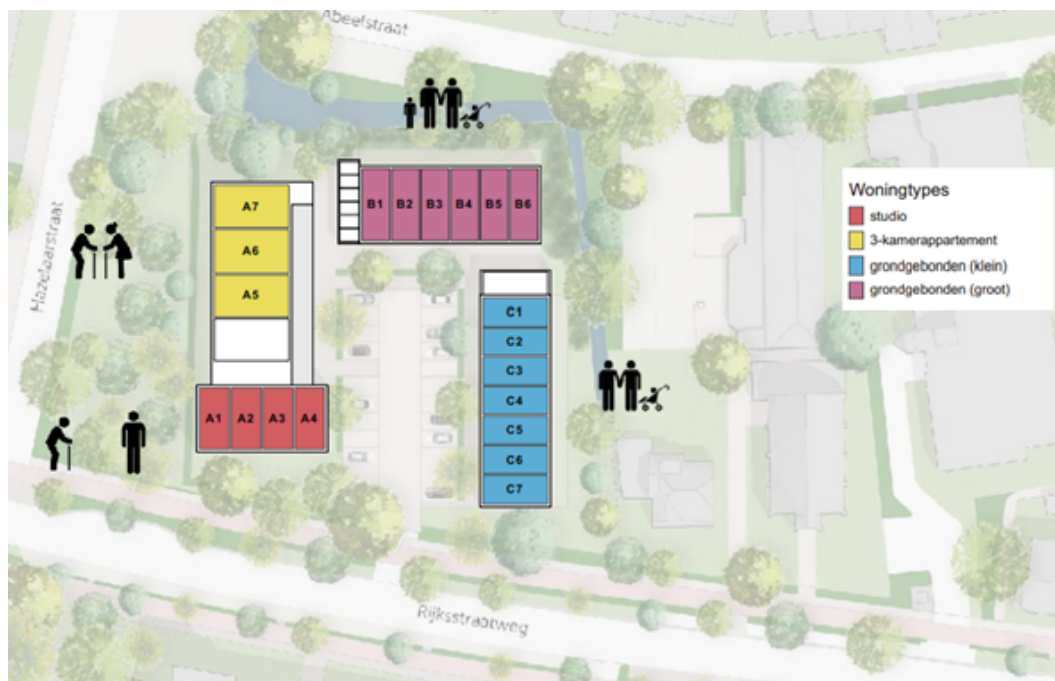 Abeelstraat
Hazelaarstraat
A7
A6
A5
A1 A2 A3 A4
B1 B2 B3 B4 B5 B6
C1
C2
C3
C4
C5
C6
C7
Woningtypes
studio
3-kamerappartement
grondgebonden (klein)
grondgebonden (groot)
Rijksstraatweg